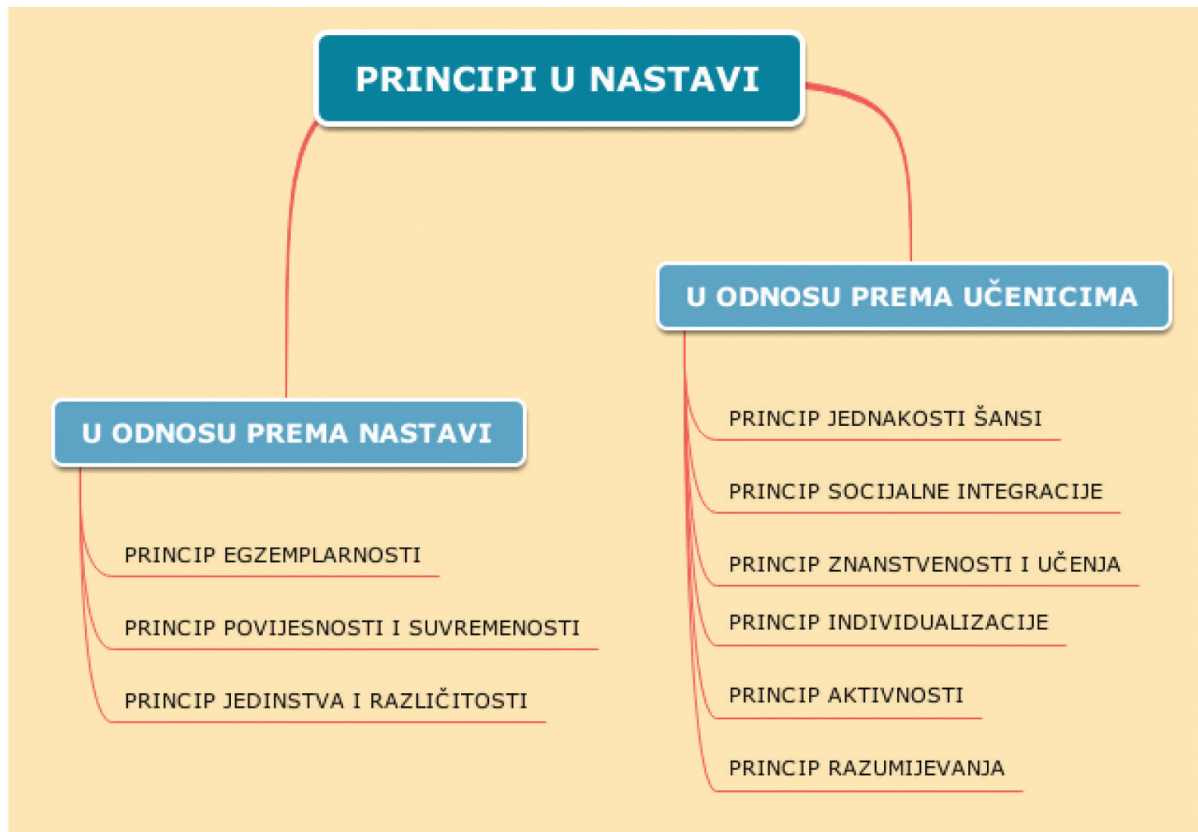 PRINCIPI U NASTAVI
U ODNOSU PREMA NASTAVI
PRINCIP EGZEMPLARNOSTI
PRINCIP POVIJESNOSTI I SUVREMENOSTI
PRINCIP JEDINSTVA I RAZLIČITOSTI
U ODNOSU PREMA UČENICIMA
PRINCIP JEDNAKOSTI ŠANSI
PRINCIP SOCIJALNE INTEGRACIJE
PRINCIP ZNANSTVENOSTI I UČENJA
PRINCIP INDIVIDUALIZACIJE
PRINCIP AKTIVNOSTI
PRINCIP RAZUMIJEVANJA